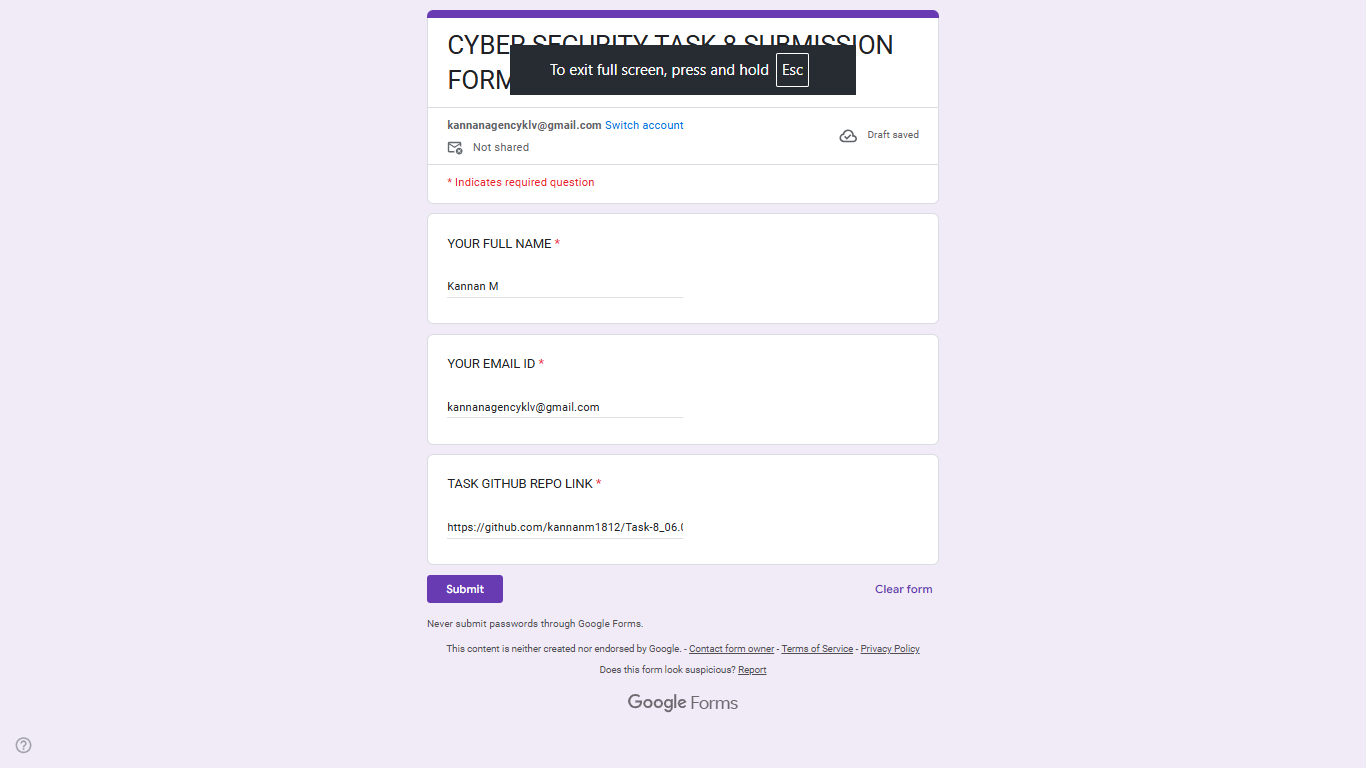 CYBER SECURITY TASK 8 SUBMISSION
FORM
To exit full screen, press and hold Esc
kannanagencyklv@gmail.com Switch account
Draft saved
Not shared
* Indicates required question
YOUR FULL NAME *
Kannan M
YOUR EMAIL ID *
kannanagencyklv@gmail.com
TASK GITHUB REPO LINK *
https://github.com/kannanm1812/Task-8_06.0
Submit
Clear form
Never submit passwords through Google Forms.
This content is neither created nor endorsed by Google. - Contact form owner - Terms of Service - Privacy Policy
Does this form look suspicious? Report
Google Forms